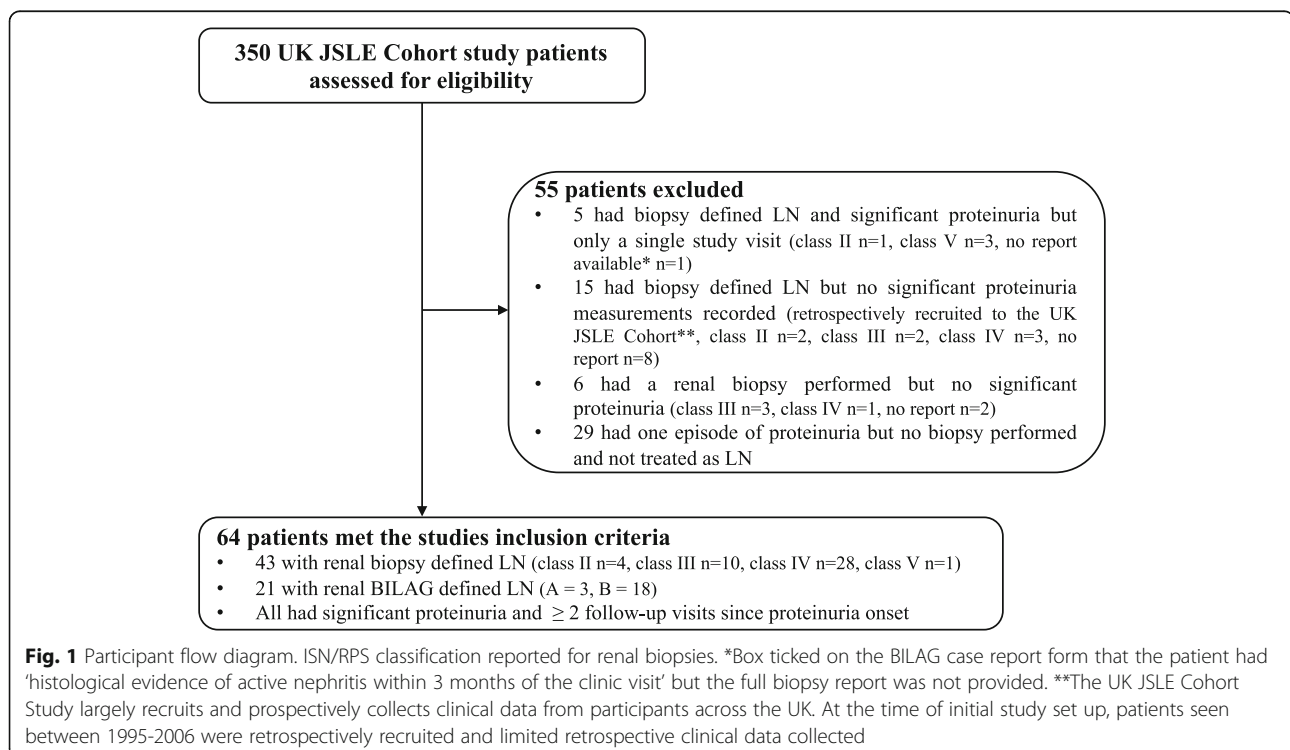 350 UK JSLE Cohort study patients
assessed for eligibility
55 patients excluded
• 5 had biopsy defined LN and significant proteinuria but
only a single study visit (class II n=1, class V n=3, no report
available* n=1)
• 15 had biopsy defined LN but no significant proteinuria
measurements recorded (retrospectively recruited to the UK
JSLE Cohort**, class II n=2, class III n=2, class IV n=3, no
report n=8)
• 6 had a renal biopsy performed but no significant
proteinuria (class III n=3, class IV n=1, no report n=2)
• 29 had one episode of proteinuria but no biopsy performed
and not treated as LN
64 patients met the studies inclusion criteria
• 43 with renal biopsy defined LN (class II n=4, class III n=10, class IV n=28, class V n=1)
• 21 with renal BILAG defined LN (A = 3, B = 18)
• All had significant proteinuria and ≥ 2 follow-up visits since proteinuria onset
Fig. 1 Participant flow diagram. ISN/RPS classification reported for renal biopsies. *Box ticked on the BILAG case report form that the patient had
‘histological evidence of active nephritis within 3 months of the clinic visit’ but the full biopsy report was not provided. **The UK JSLE Cohort
Study largely recruits and prospectively collects clinical data from participants across the UK. At the time of initial study set up, patients seen
between 1995-2006 were retrospectively recruited and limited retrospective clinical data collected